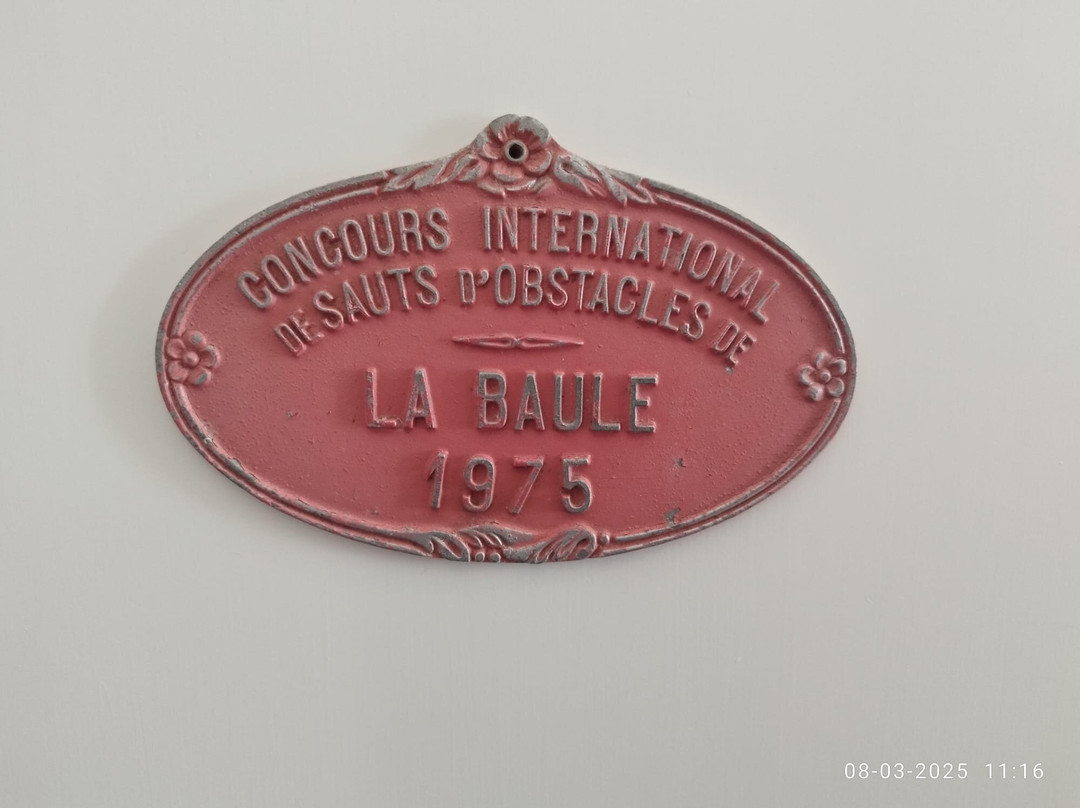 CONCOURS INTERNATIONAL
DE SAUTS D'OBSTACLES DE
LA BAULE
1975
08-03-2025 11:16